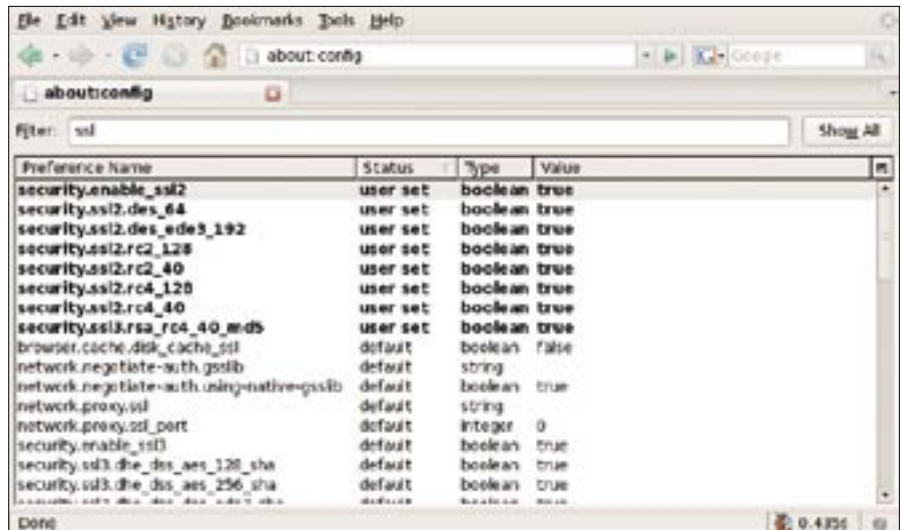 File Edit View History Bookmarks Tools Help
about:config Google
about:config
Filter: ssl Show All
Preference Name Status Type Value
security.enable_ssl2 user set boolean true
security.ssl2.des_64 user set boolean true
security.ssl2.des_ede3_192 user set boolean true
security.ssl2.rc2_128 user set boolean true
security.ssl2.rc2_40 user set boolean true
security.ssl2.rc4_128 user set boolean true
security.ssl2.rc4_40 user set boolean true
security.ssl3.rsa_rc4_40_md5 user set boolean true
browser.cache.disk_cache_ssl default boolean false
network.negotiate-auth.gsslib default string
network.negotiate-auth.using-native-gsslib default boolean true
network.proxy.ssl default string
network.proxy.ssl_port default integer 0
security.enable_ssl3 default boolean true
security.ssl3.dhe_dss_aes_128_sha default boolean true
security.ssl3.dhe_dss_aes_256_sha default boolean true
Done